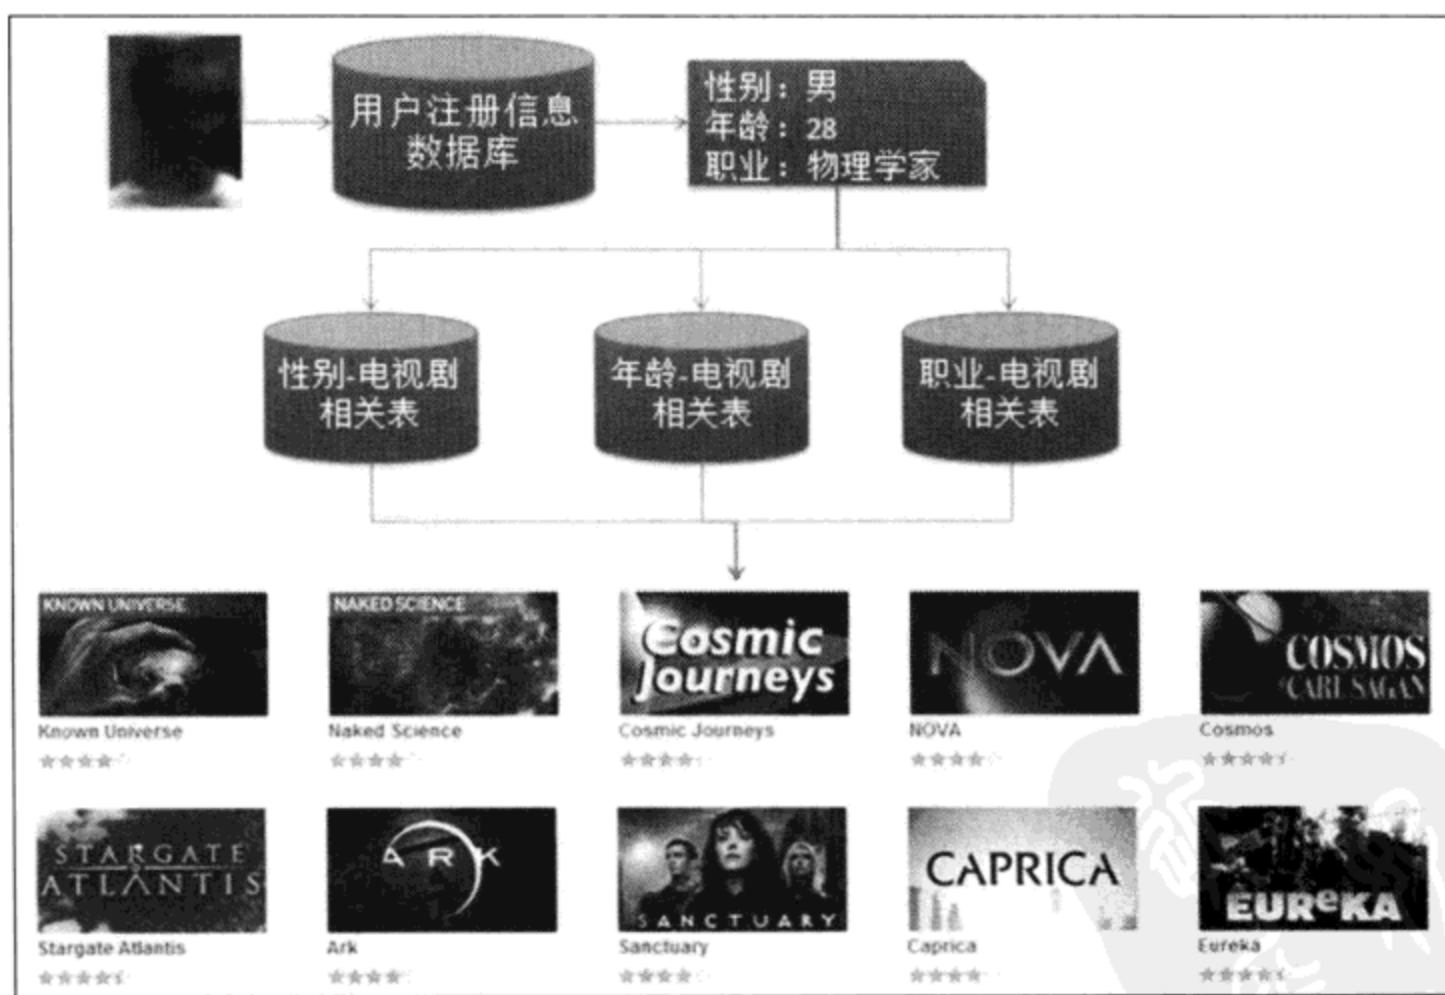 用户注册信息
数据库
性别：男
年龄：28
职业：物理学家
性别-电视剧
相关表
年龄-电视剧
相关表
职业-电视剧
相关表
KNOWN UNIVERSE
NAKED SCIENCE
Cosmic
Journeys
NOVA
COSMOS
CARL SAGAN
Known Universe
Naked Science
Cosmic Journeys
NOVA
Cosmos
STARGATE
ATLANTIS
ARK
SANCTUARY
CAPRICA
EUReKA
Stargate Atlantis
Ark
Sanctuary
Caprica
Eureka